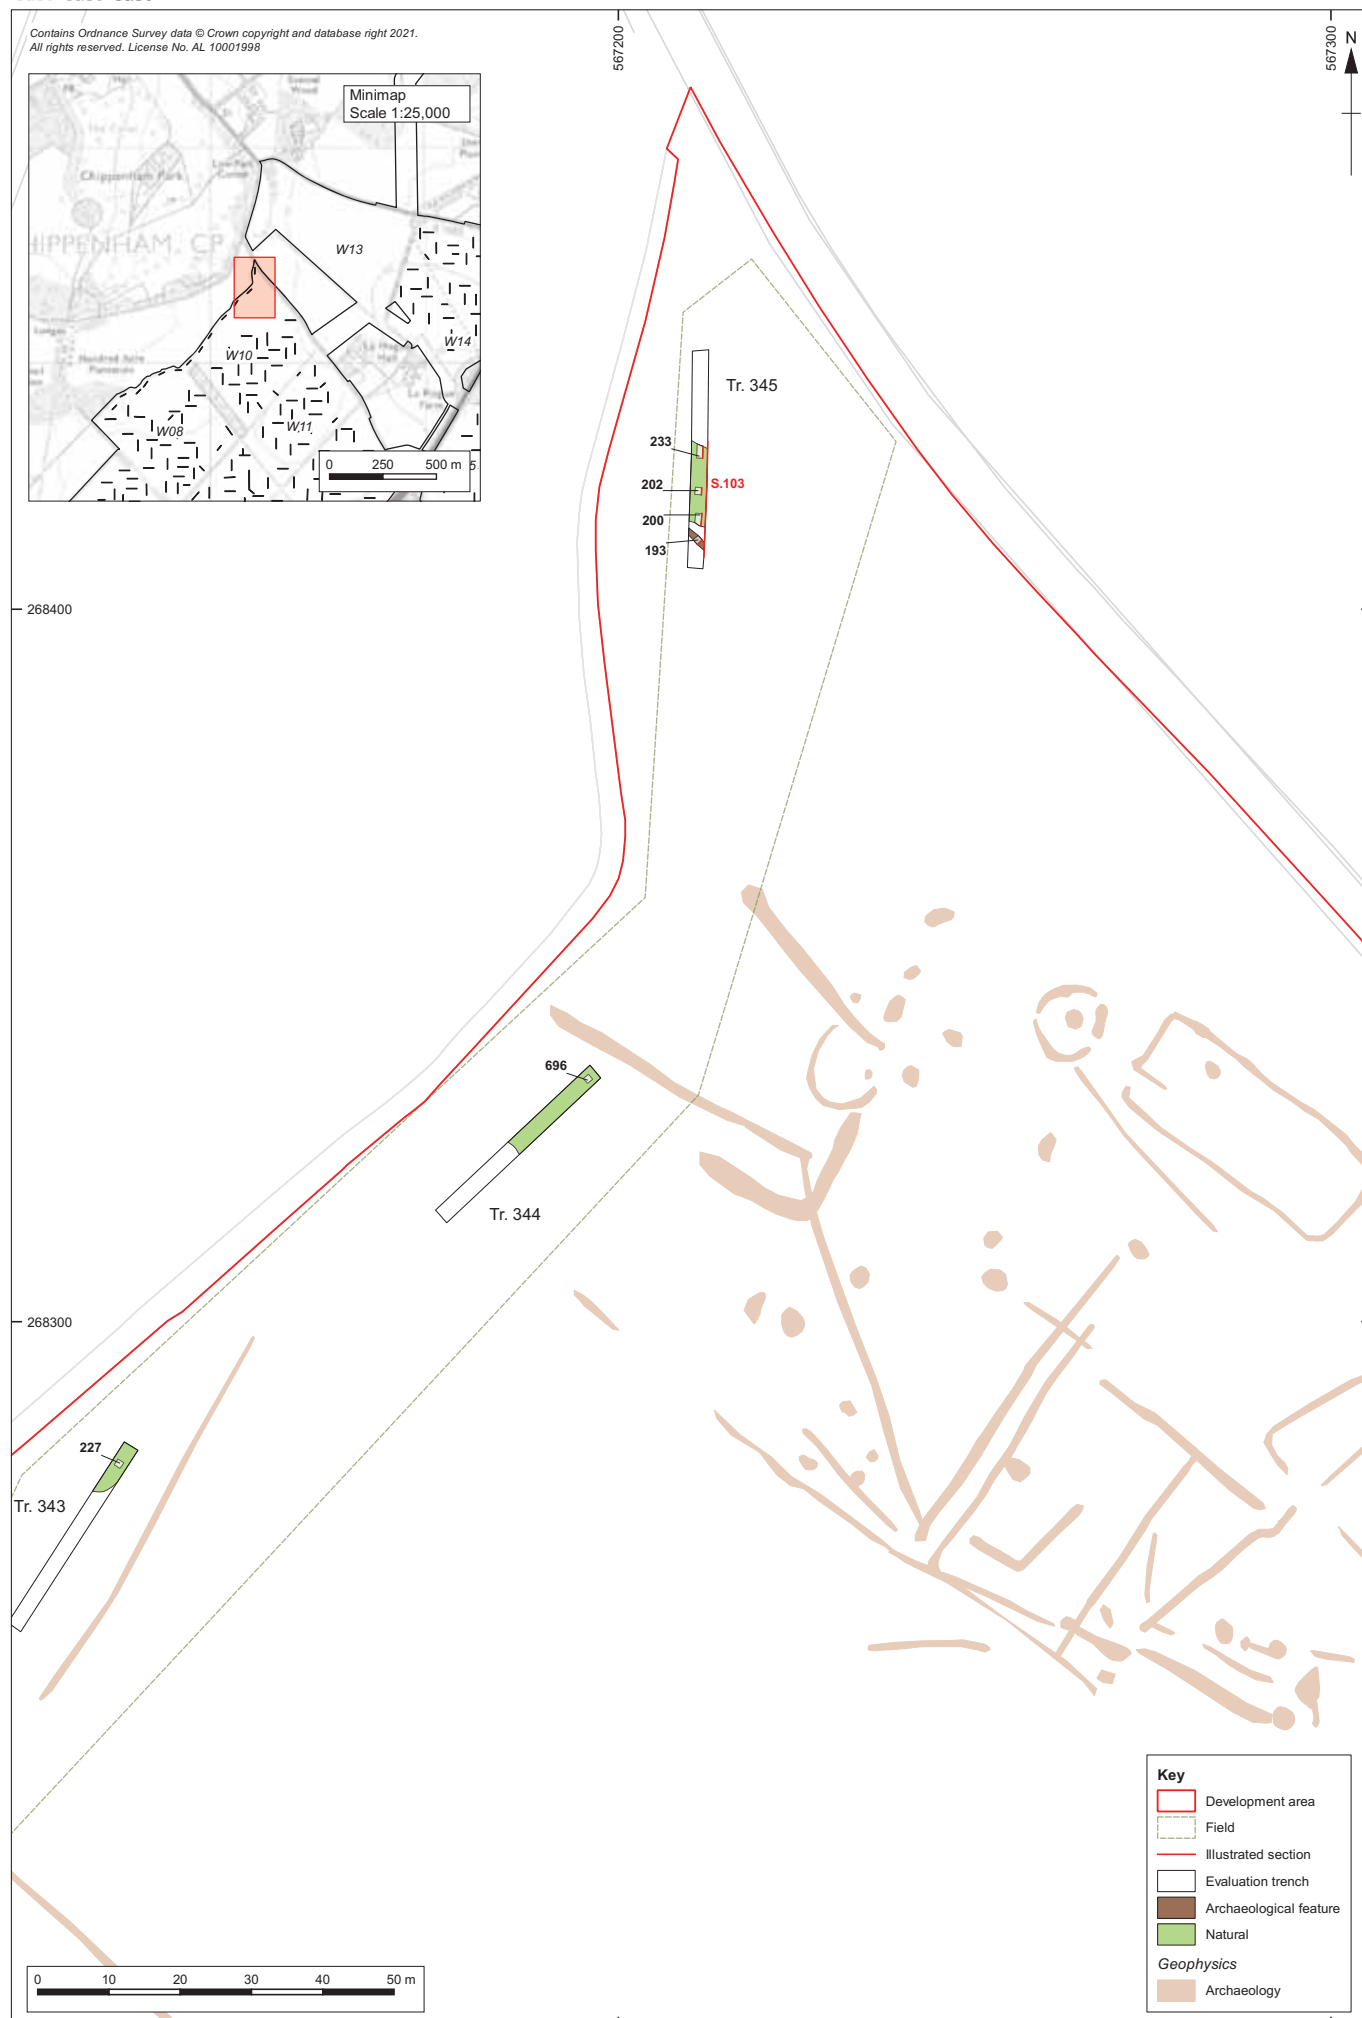 Contains Ordnance Survey data © Crown copyright and database right 2021.
All rights reserved. License No. AL 10001998
567200
567300
N
Minimap
Scale 1:25,000
Chippenham Park
HIPPENHAM CP
W13
W14
W10
W11
W08
0 250 500 m
5
Tr. 345
233
202
S.103
200
193
268400
696
Tr. 344
268300
227
Tr. 343
Key
Development area
Field
Illustrated section
Evaluation trench
Archaeological feature
Natural
Geophysics
Archaeology
0 10 20 30 40 50 m